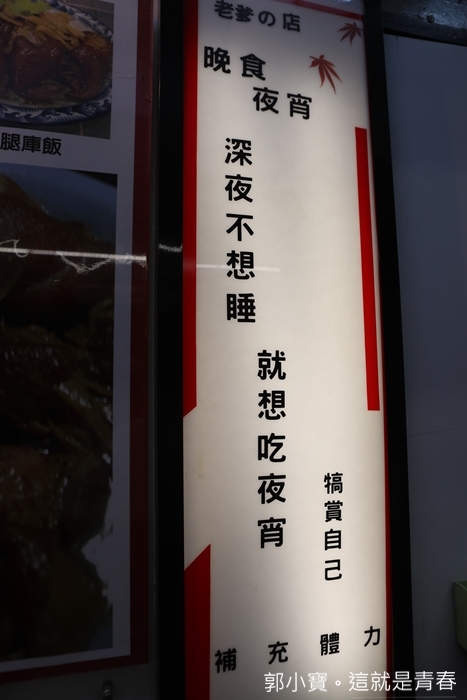 老爹の店
晚食
夜宵
深夜不想睡
就想吃夜宵
犒賞自己
補充體力
腿庫飯
郭小寶。這就是青春